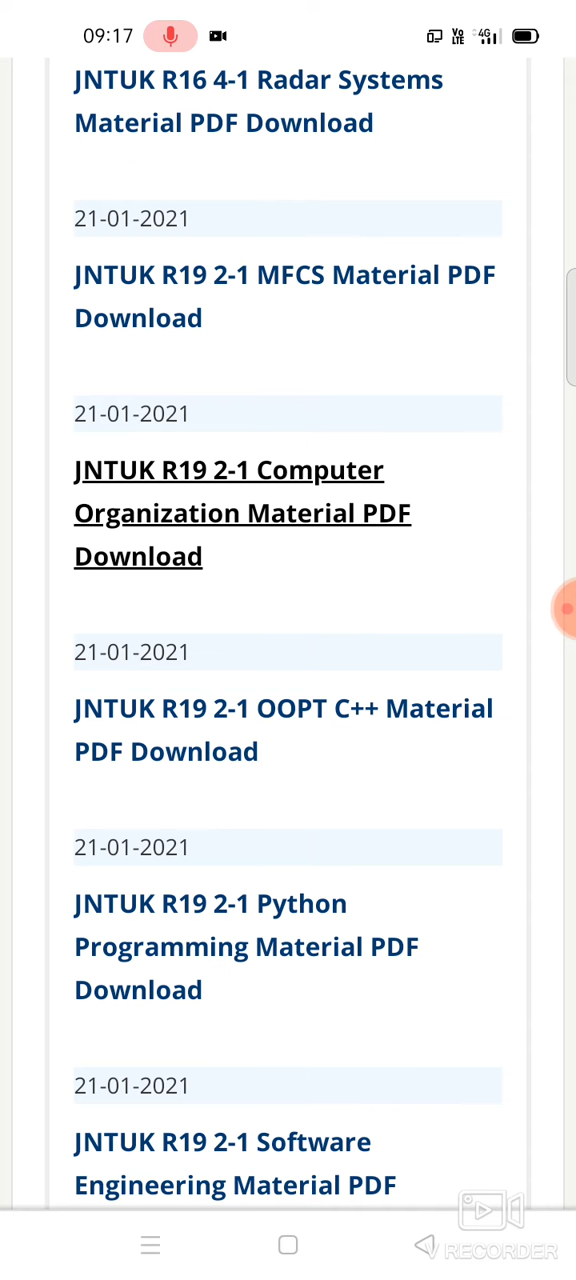 09:17
Vo LTE 4G
JNTUK R16 4-1 Radar Systems
Material PDF Download
21-01-2021
JNTUK R19 2-1 MFCS Material PDF
Download
21-01-2021
JNTUK R19 2-1 Computer
Organization Material PDF
Download
21-01-2021
JNTUK R19 2-1 OOPT C++ Material
PDF Download
21-01-2021
JNTUK R19 2-1 Python
Programming Material PDF
Download
21-01-2021
JNTUK R19 2-1 Software
Engineering Material PDF
V RECORDER